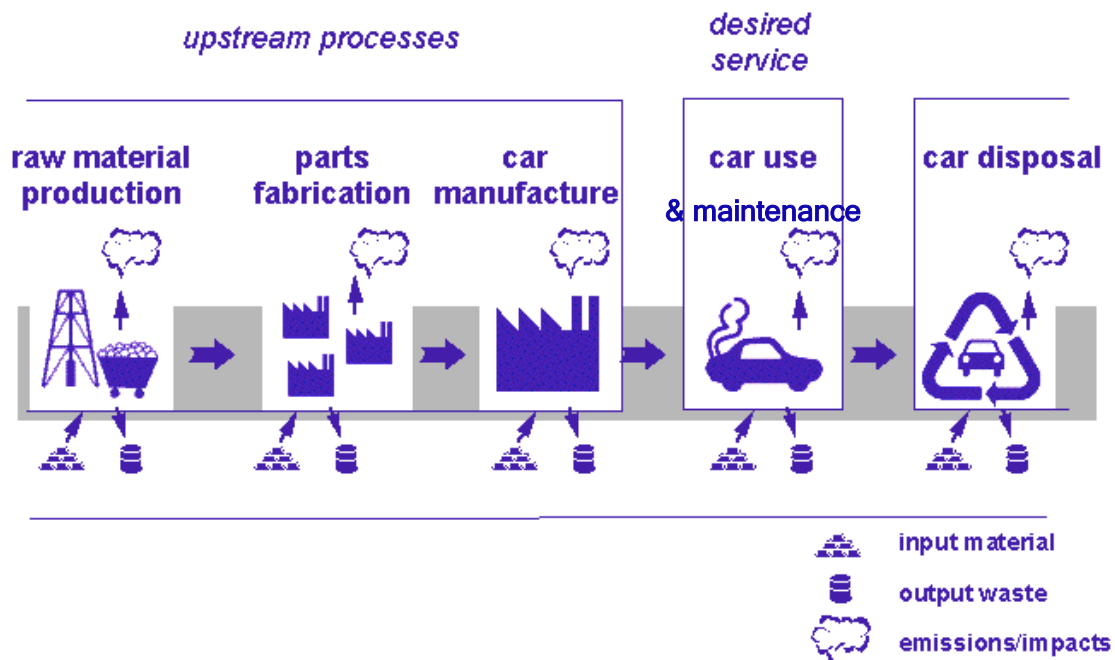 upstream processes
desired
service
raw material
production
parts
fabrication
car
manufacture
car use
& maintenance
car disposal
input material
output waste
emissions/impacts